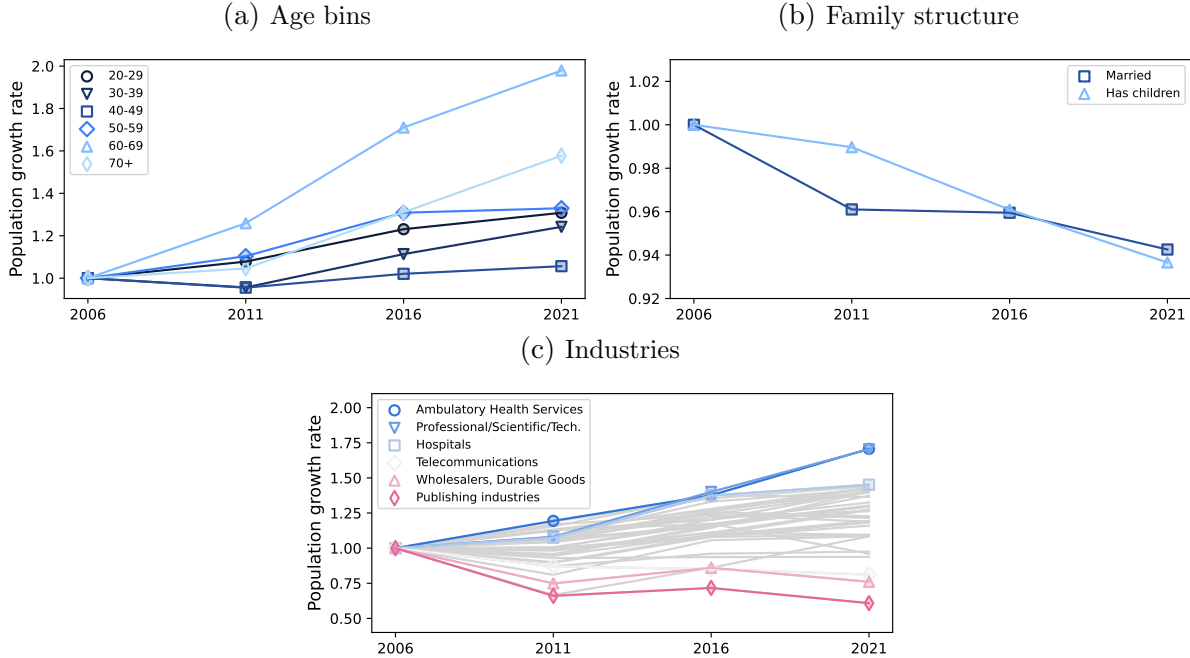 (a) Age bins
Population growth rate
2.0
1.8
1.6
1.4
1.2
1.0
2006 2011 2016 2021
20-29
30-39
40-49
50-59
60-69
70+
(b) Family structure
Population growth rate
1.02
1.00
0.98
0.96
0.94
0.92
2006 2011 2016 2021
Married
Has children
(c) Industries
Population growth rate
2.00
1.75
1.50
1.25
1.00
0.75
0.50
2006 2011 2016 2021
Ambulatory Health Services
Professional/Scientific/Tech.
Hospitals
Telecommunications
Wholesalers, Durable Goods
Publishing industries